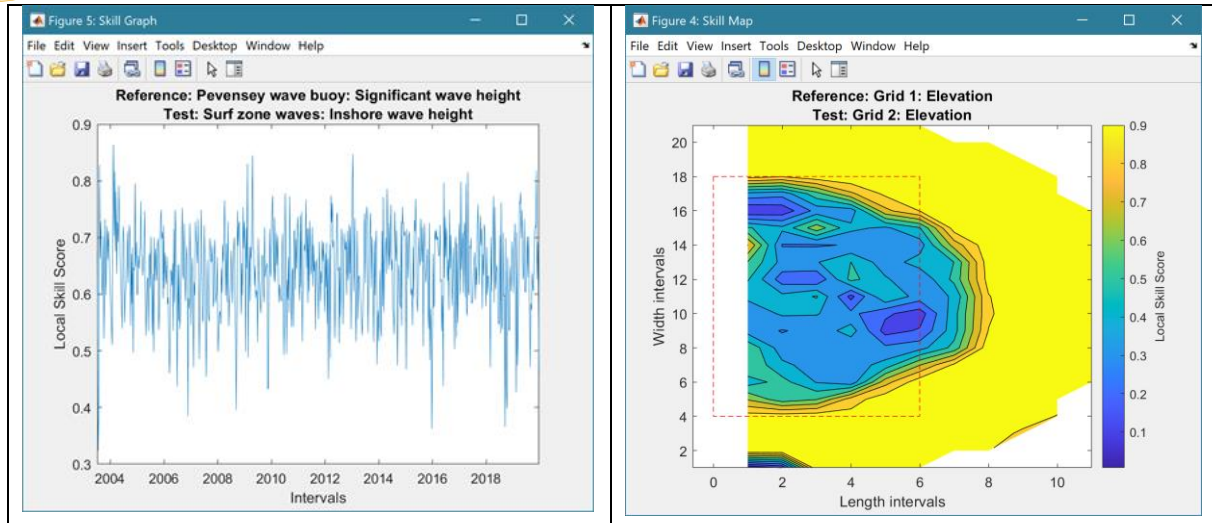 Figure 5: Skill Graph
File Edit View Insert Tools Desktop Window Help
Reference: Pevensey wave buoy: Significant wave height
Test: Surf zone waves: Inshore wave height
0.9
0.8
0.7
0.6
0.5
0.4
0.3
Local Skill Score
2004 2006 2008 2010 2012 2014 2016 2018
Intervals
Figure 4: Skill Map
File Edit View Insert Tools Desktop Window Help
Reference: Grid 1: Elevation
Test: Grid 2: Elevation
20
18
16
14
12
10
8
6
4
2
Width intervals
0 2 4 6 8 10
Length intervals
0.9
0.8
0.7
0.6
0.5
0.4
0.3
0.2
0.1
Local Skill Score